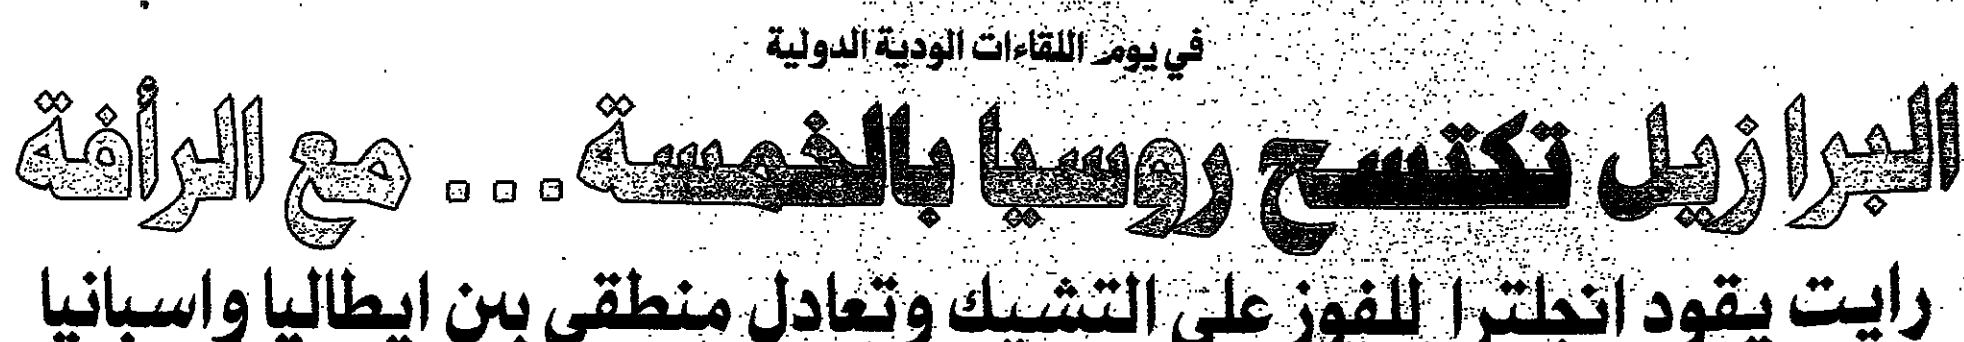 في يوم اللقاءات الودية الدولية
البرازيل تكتسح روسيا بالخمسة ... مع الرأفة
رايت يقود انجلترا للفوز على التشيك وتعادل منطقي بين ايطاليا واسبانيا